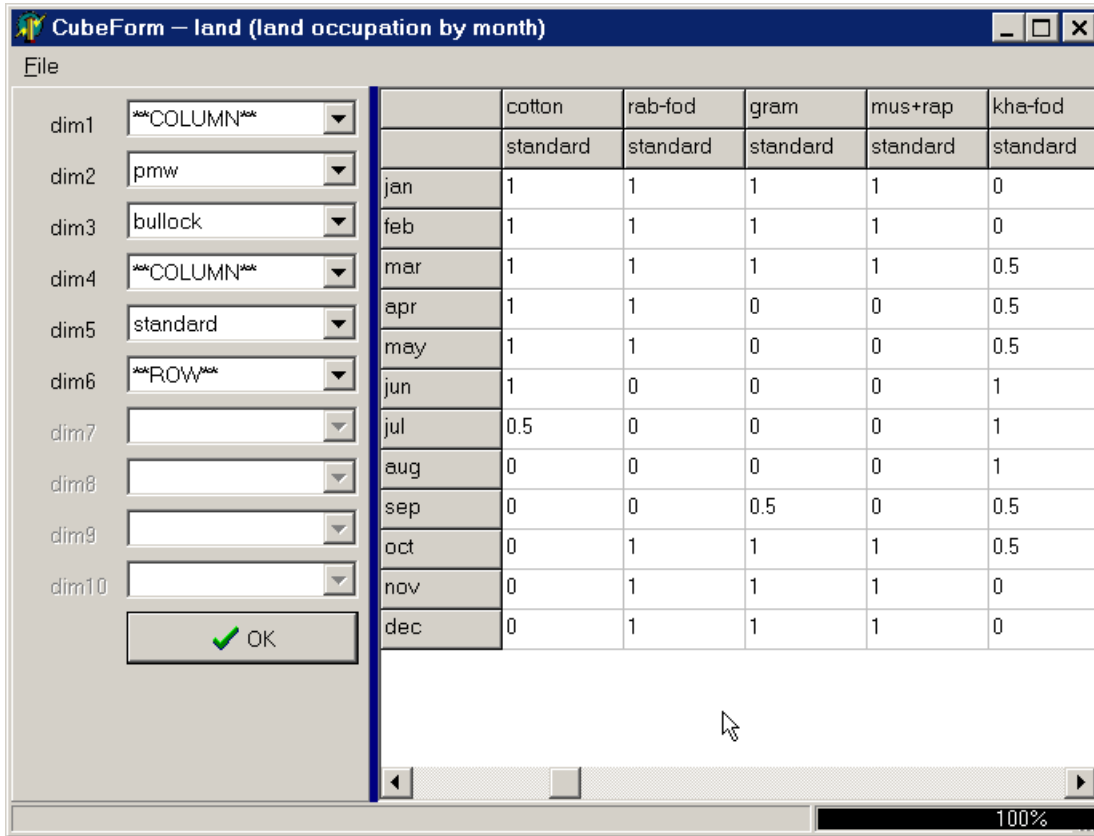 CubeForm – land (land occupation by month)
File
dim1 **COLUMN**
dim2 pmw
dim3 bullock
dim4 **COLUMN**
dim5 standard
dim6 **ROW**
dim7
dim8
dim9
dim10
OK
cotton rab-fod gram mus+rap kha-fod
standard standard standard standard standard
jan 1 1 1 1 0
feb 1 1 1 1 0
mar 1 1 1 1 0.5
apr 1 1 0 0 0.5
may 1 1 0 0 0.5
jun 1 0 0 0 1
jul 0.5 0 0 0 1
aug 0 0 0 0 1
sep 0 0 0.5 0 0.5
oct 0 1 1 1 0.5
nov 0 1 1 1 0
dec 0 1 1 1 0
100%